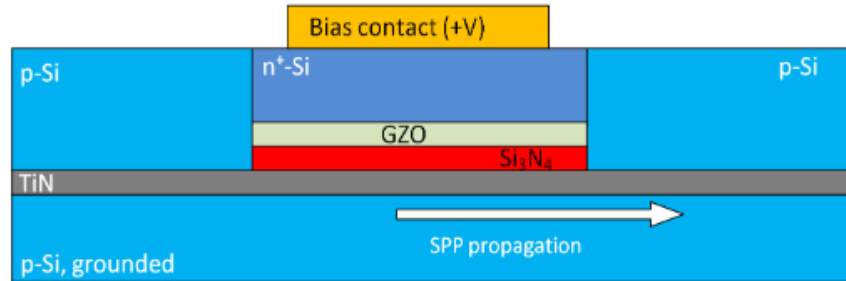 Bias contact (+V)
p-Si
n⁺-Si
p-Si
GZO
Si₃N₄
TiN
SPP propagation
p-Si, grounded